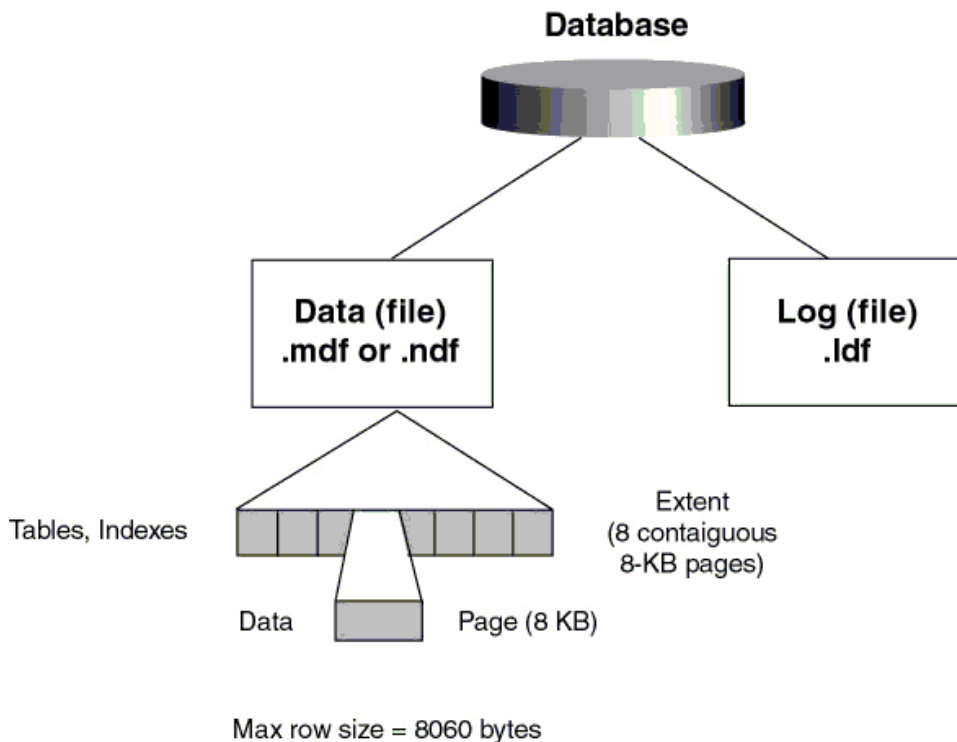 Database
Data (file)
.mdf or .ndf
Log (file)
.ldf
Tables, Indexes
Extent
(8 contaiguous
8-KB pages)
Data
Page (8 KB)
Max row size = 8060 bytes